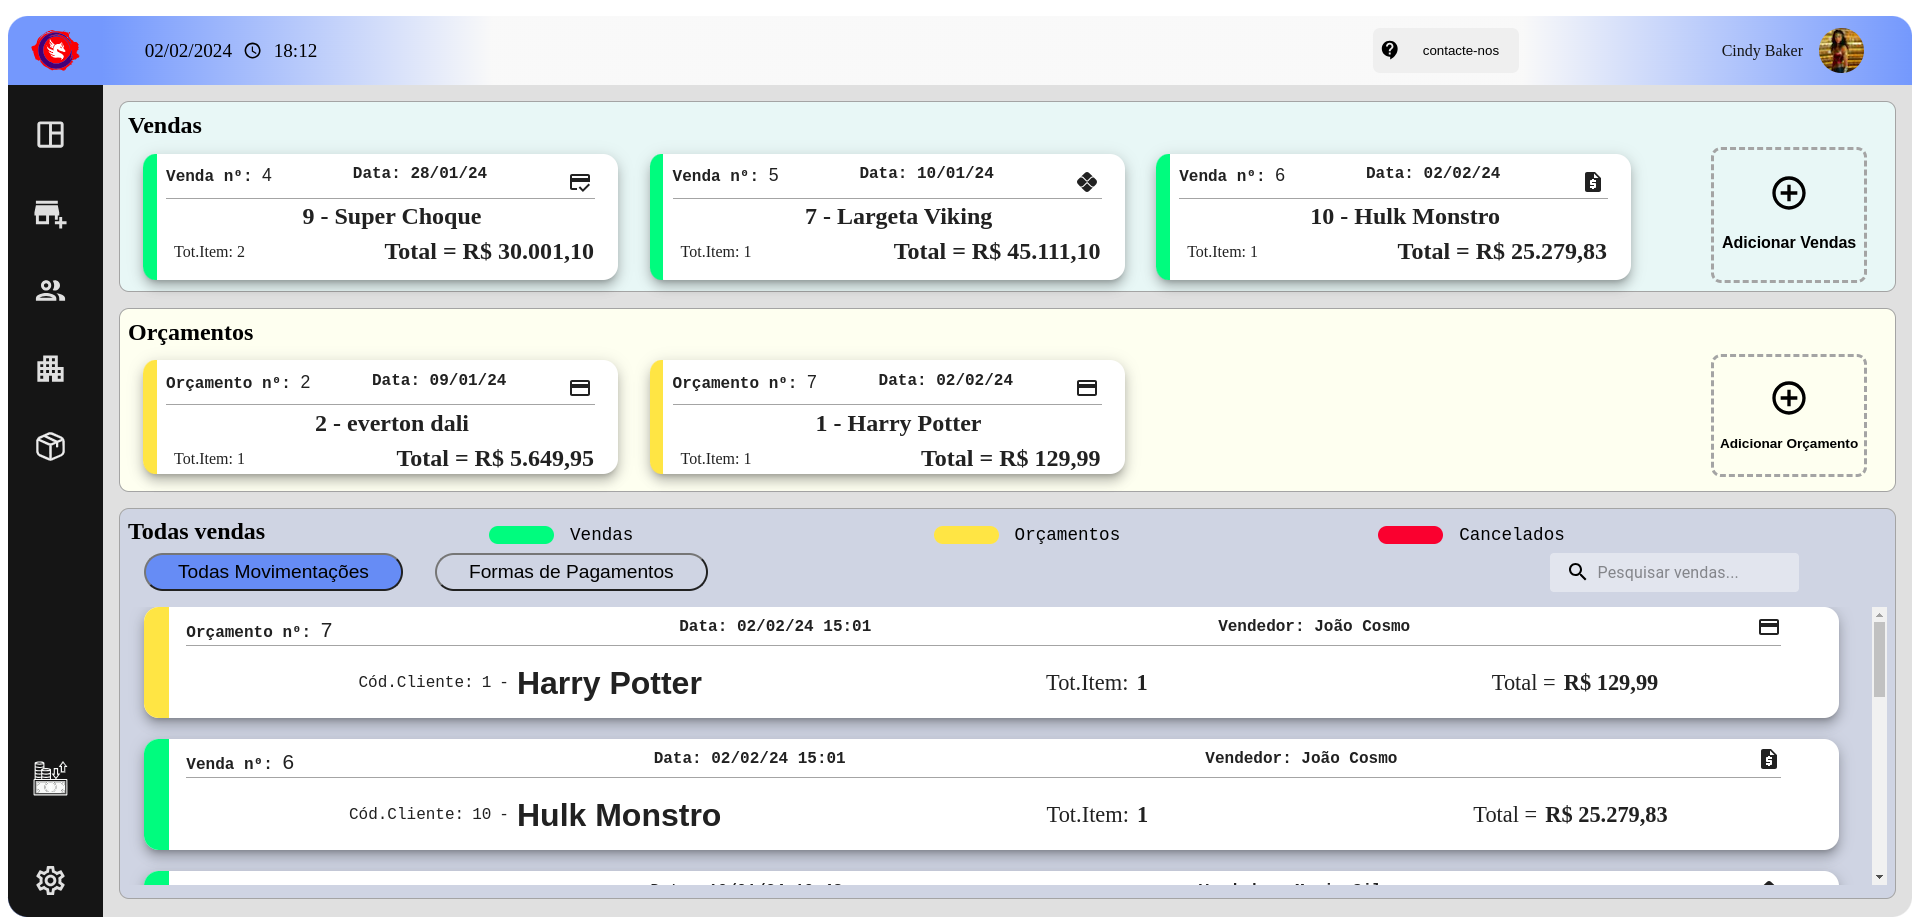 02/02/2024 18:12
contacte-nos
Cindy Baker
Vendas
Venda nº: 4 Data: 28/01/24
9 - Super Choque
Tot.Item: 2 Total = R$ 30.001,10
Venda nº: 5 Data: 10/01/24
7 - Largeta Viking
Tot.Item: 1 Total = R$ 45.111,10
Venda nº: 6 Data: 02/02/24
10 - Hulk Monstro
Tot.Item: 1 Total = R$ 25.279,83
Adicionar Vendas
Orçamentos
Orçamento nº: 2 Data: 09/01/24
2 - everton dali
Tot.Item: 1 Total = R$ 5.649,95
Orçamento nº: 7 Data: 02/02/24
1 - Harry Potter
Tot.Item: 1 Total = R$ 129,99
Adicionar Orçamento
Todas vendas
Vendas Orçamentos Cancelados
Todas Movimentações Formas de Pagamentos Pesquisar vendas...
Orçamento nº: 7 Data: 02/02/24 15:01 Vendedor: João Cosmo
Cód.Cliente: 1 - Harry Potter Tot.Item: 1 Total = R$ 129,99
Venda nº: 6 Data: 02/02/24 15:01 Vendedor: João Cosmo
Cód.Cliente: 10 - Hulk Monstro Tot.Item: 1 Total = R$ 25.279,83